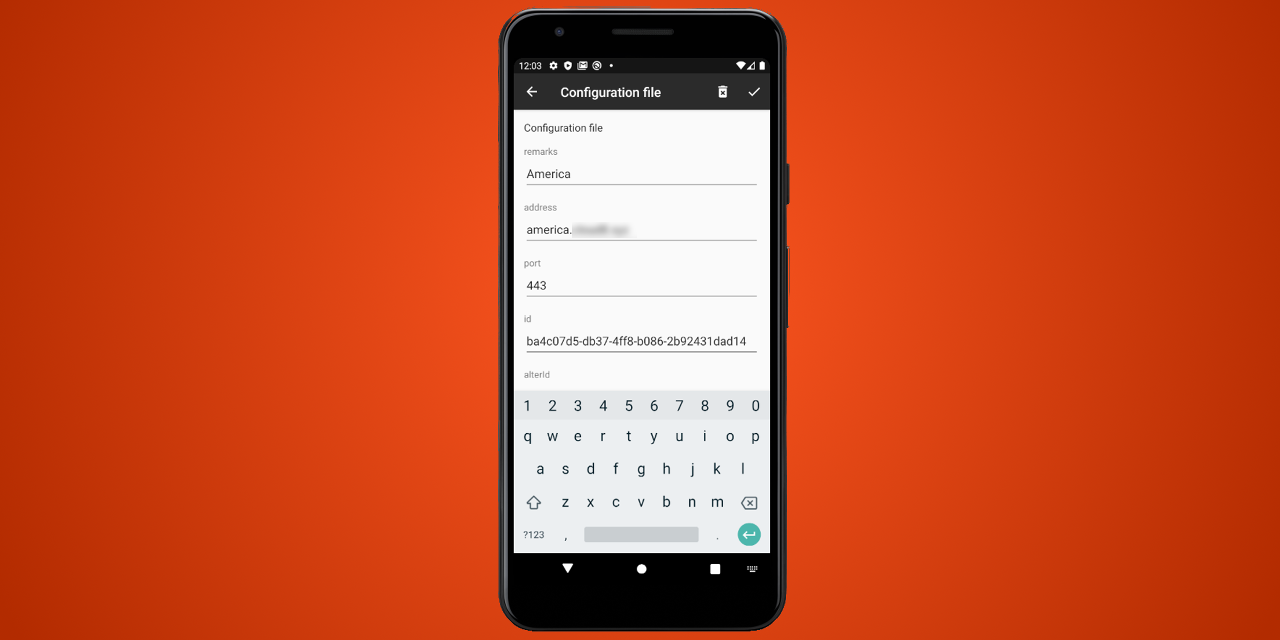 12:03
Configuration file
Configuration file
remarks
America
address
america.
port
443
id
ba4c07d5-db37-4ff8-b086-2b92431dad14
alterId
1 2 3 4 5 6 7 8 9 0
q w e r t y u i o p
a s d f g h j k l
z x c v b n m
?123 , .